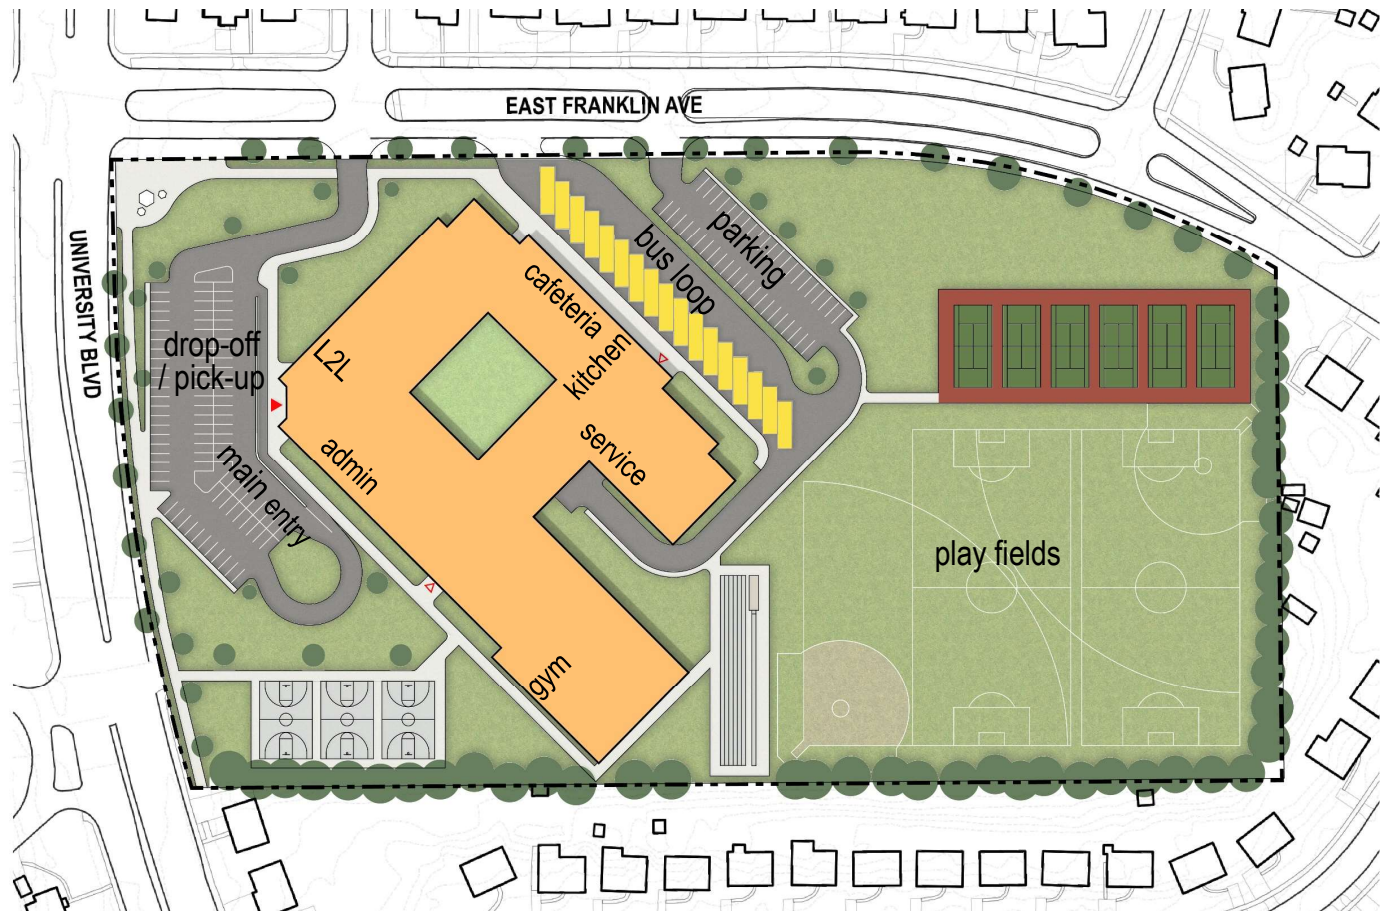 EAST FRANKLIN AVE
UNIVERSITY BLVD
parking
bus loop
cafeteria
kitchen
L2L
drop-off
/ pick-up
service
admin
main entry
play fields
gym